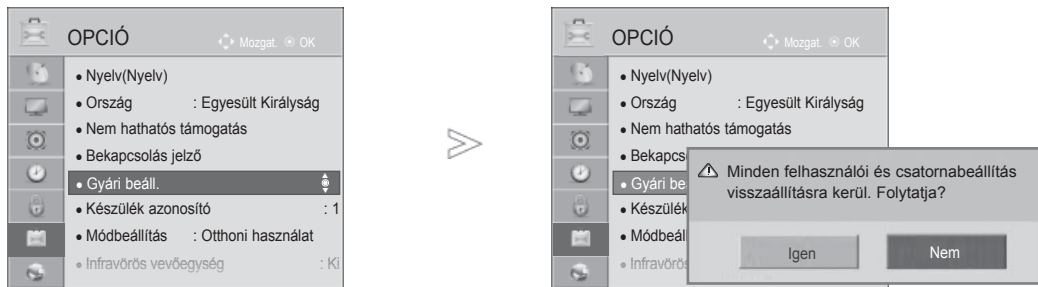 OPCIÓ
Mozgat. OK
• Nyelv(Nyelv)
• Ország : Egyesült Királyság
• Nem hathatós támogatás
• Bekapcsolás jelző
• Gyári beáll.
• Készülék azonosító : 1
• Módbeállítás : Otthoni használat
• Infravörös vevőegység : Ki
OPCIÓ
Mozgat. OK
• Nyelv(Nyelv)
• Ország : Egyesült Királyság
• Nem hathatós támogatás
• Bekapcs
• Gyári be
• Készülék
• Módbeáll
• Infravörös
Minden felhasználói és csatornabeállítás
visszaállításra kerül. Folytatja?
Igen Nem